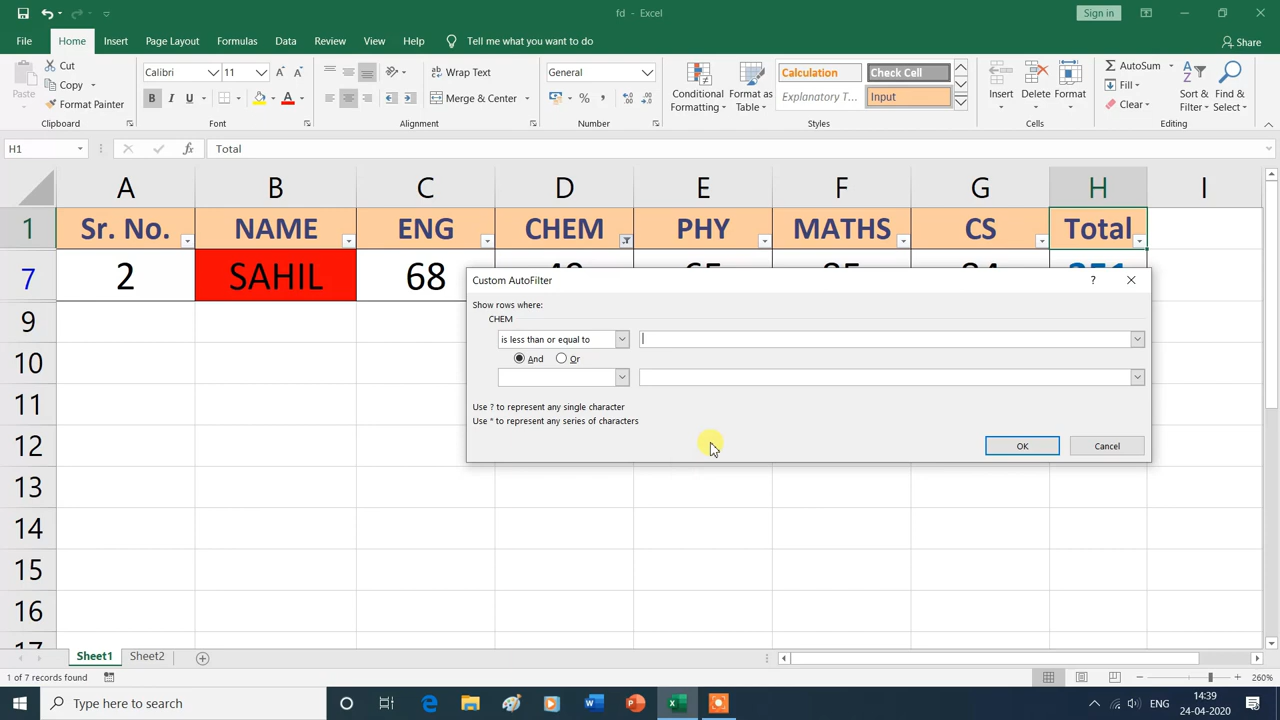 fd - Excel
Sign in
File Home Insert Page Layout Formulas Data Review View Help Tell me what you want to do Share
Paste Cut Copy Format Painter Clipboard
Calibri 11 B I U A Font
Wrap Text Merge & Center Alignment
General % , Number
Conditional Formatting Format as Table Calculation Check Cell Explanatory T... Input Styles
Insert Delete Format Cells
AutoSum Fill Clear Sort & Filter Find & Select Editing
H1 fx Total
A B C D E F G H I
1 Sr. No. NAME ENG CHEM PHY MATHS CS Total
7 2 SAHIL 68
Custom AutoFilter ?
Show rows where:
CHEM
is less than or equal to
And Or
Use ? to represent any single character
Use * to represent any series of characters
OK Cancel
9
10
11
12
13
14
15
16
17
Sheet1 Sheet2
1 of 7 records found 260%
Type here to search ENG 14:39
24-04-2020